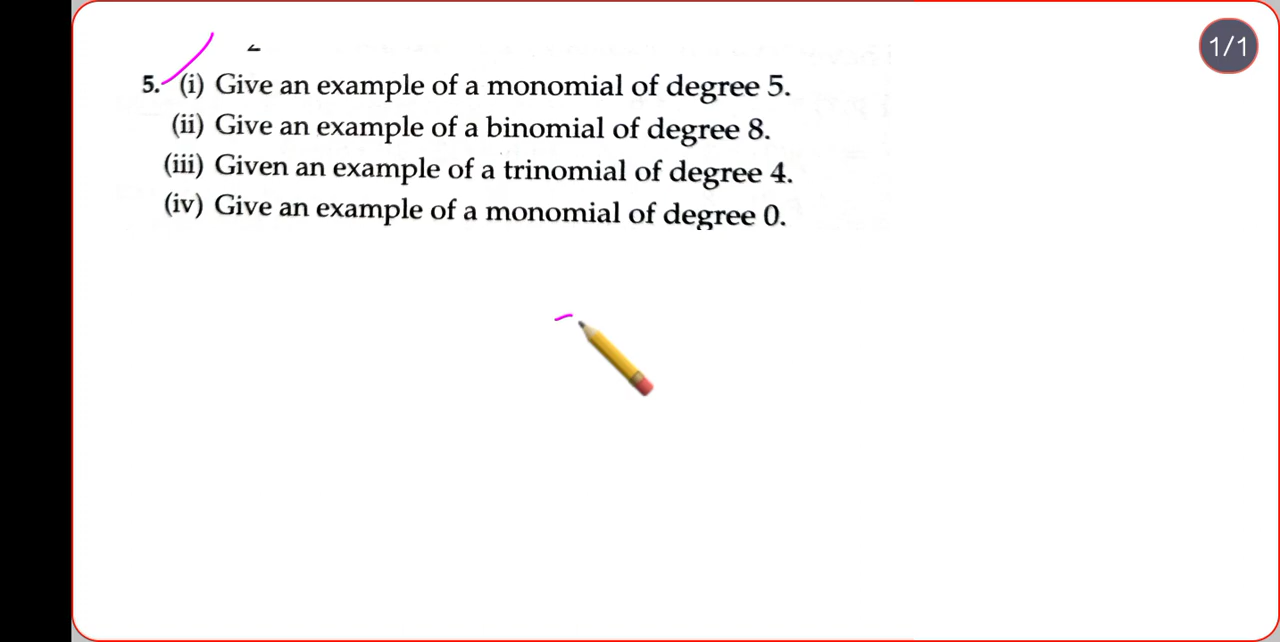 1/1
5. (i) Give an example of a monomial of degree 5.
(ii) Give an example of a binomial of degree 8.
(iii) Given an example of a trinomial of degree 4.
(iv) Give an example of a monomial of degree 0.